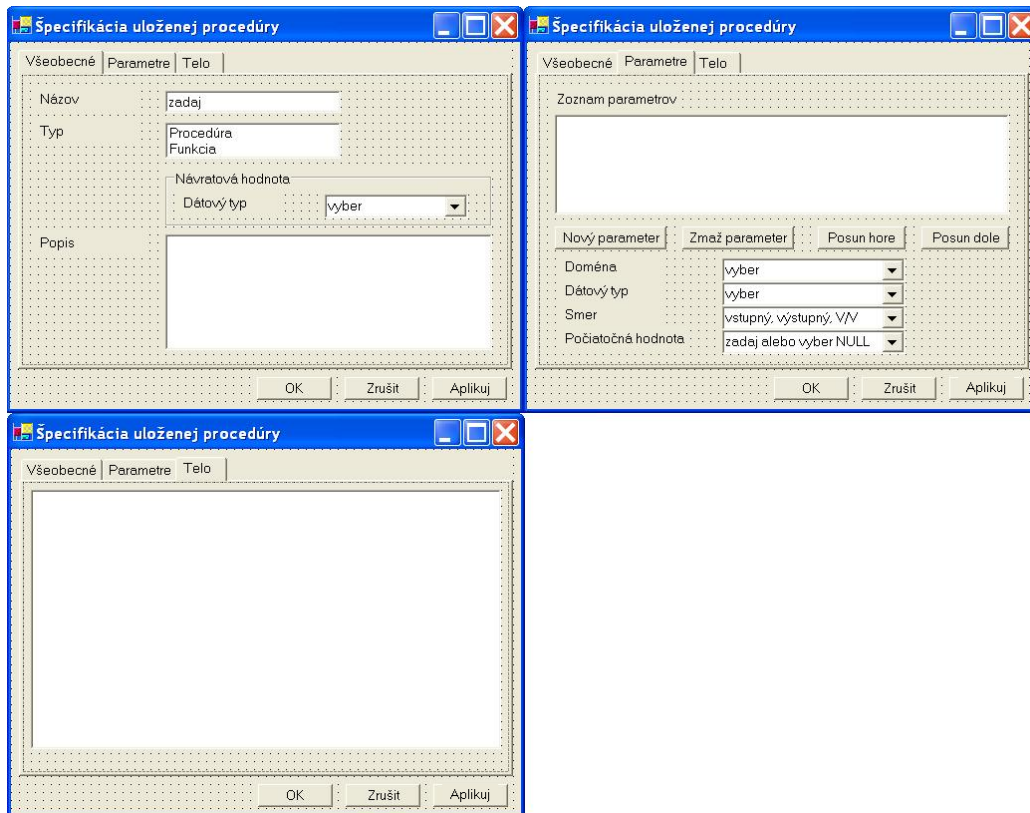 Špecifikácia uloženej procédúry
Všeobecné Parametre Telo
Názov zadaj
Typ Procedúra
Funkcia
Návratová hodnota
Dátový typ vyber
Popis
OK Zrušit Aplikuj
Špecifikácia uloženej procédúry
Všeobecné Parametre Telo
Zoznam parametrov
Nový parameter Zmaž parameter Posun hore Posun dole
Doména vyber
Dátový typ vyber
Smer vstupný, výstupný, V/V
Počiatočná hodnota zadaj alebo vyber NULL
OK Zrušit Aplikuj
Špecifikácia uloženej procédúry
Všeobecné Parametre Telo
OK Zrušit Aplikuj